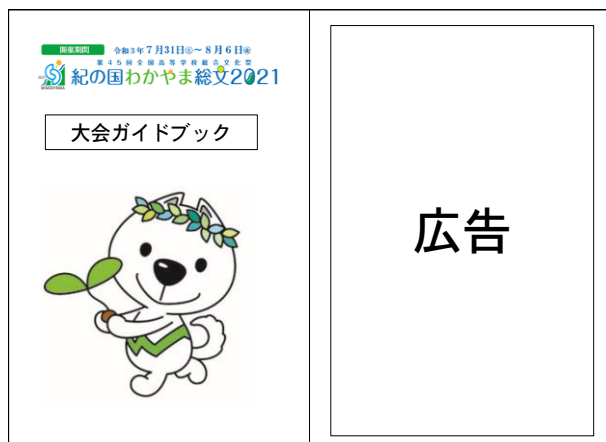 開催期間 令和3年7月31日㊏〜8月6日㊎
第45回全国高等学校総合文化祭
紀の国わかやま総文2021
大会ガイドブック
広告